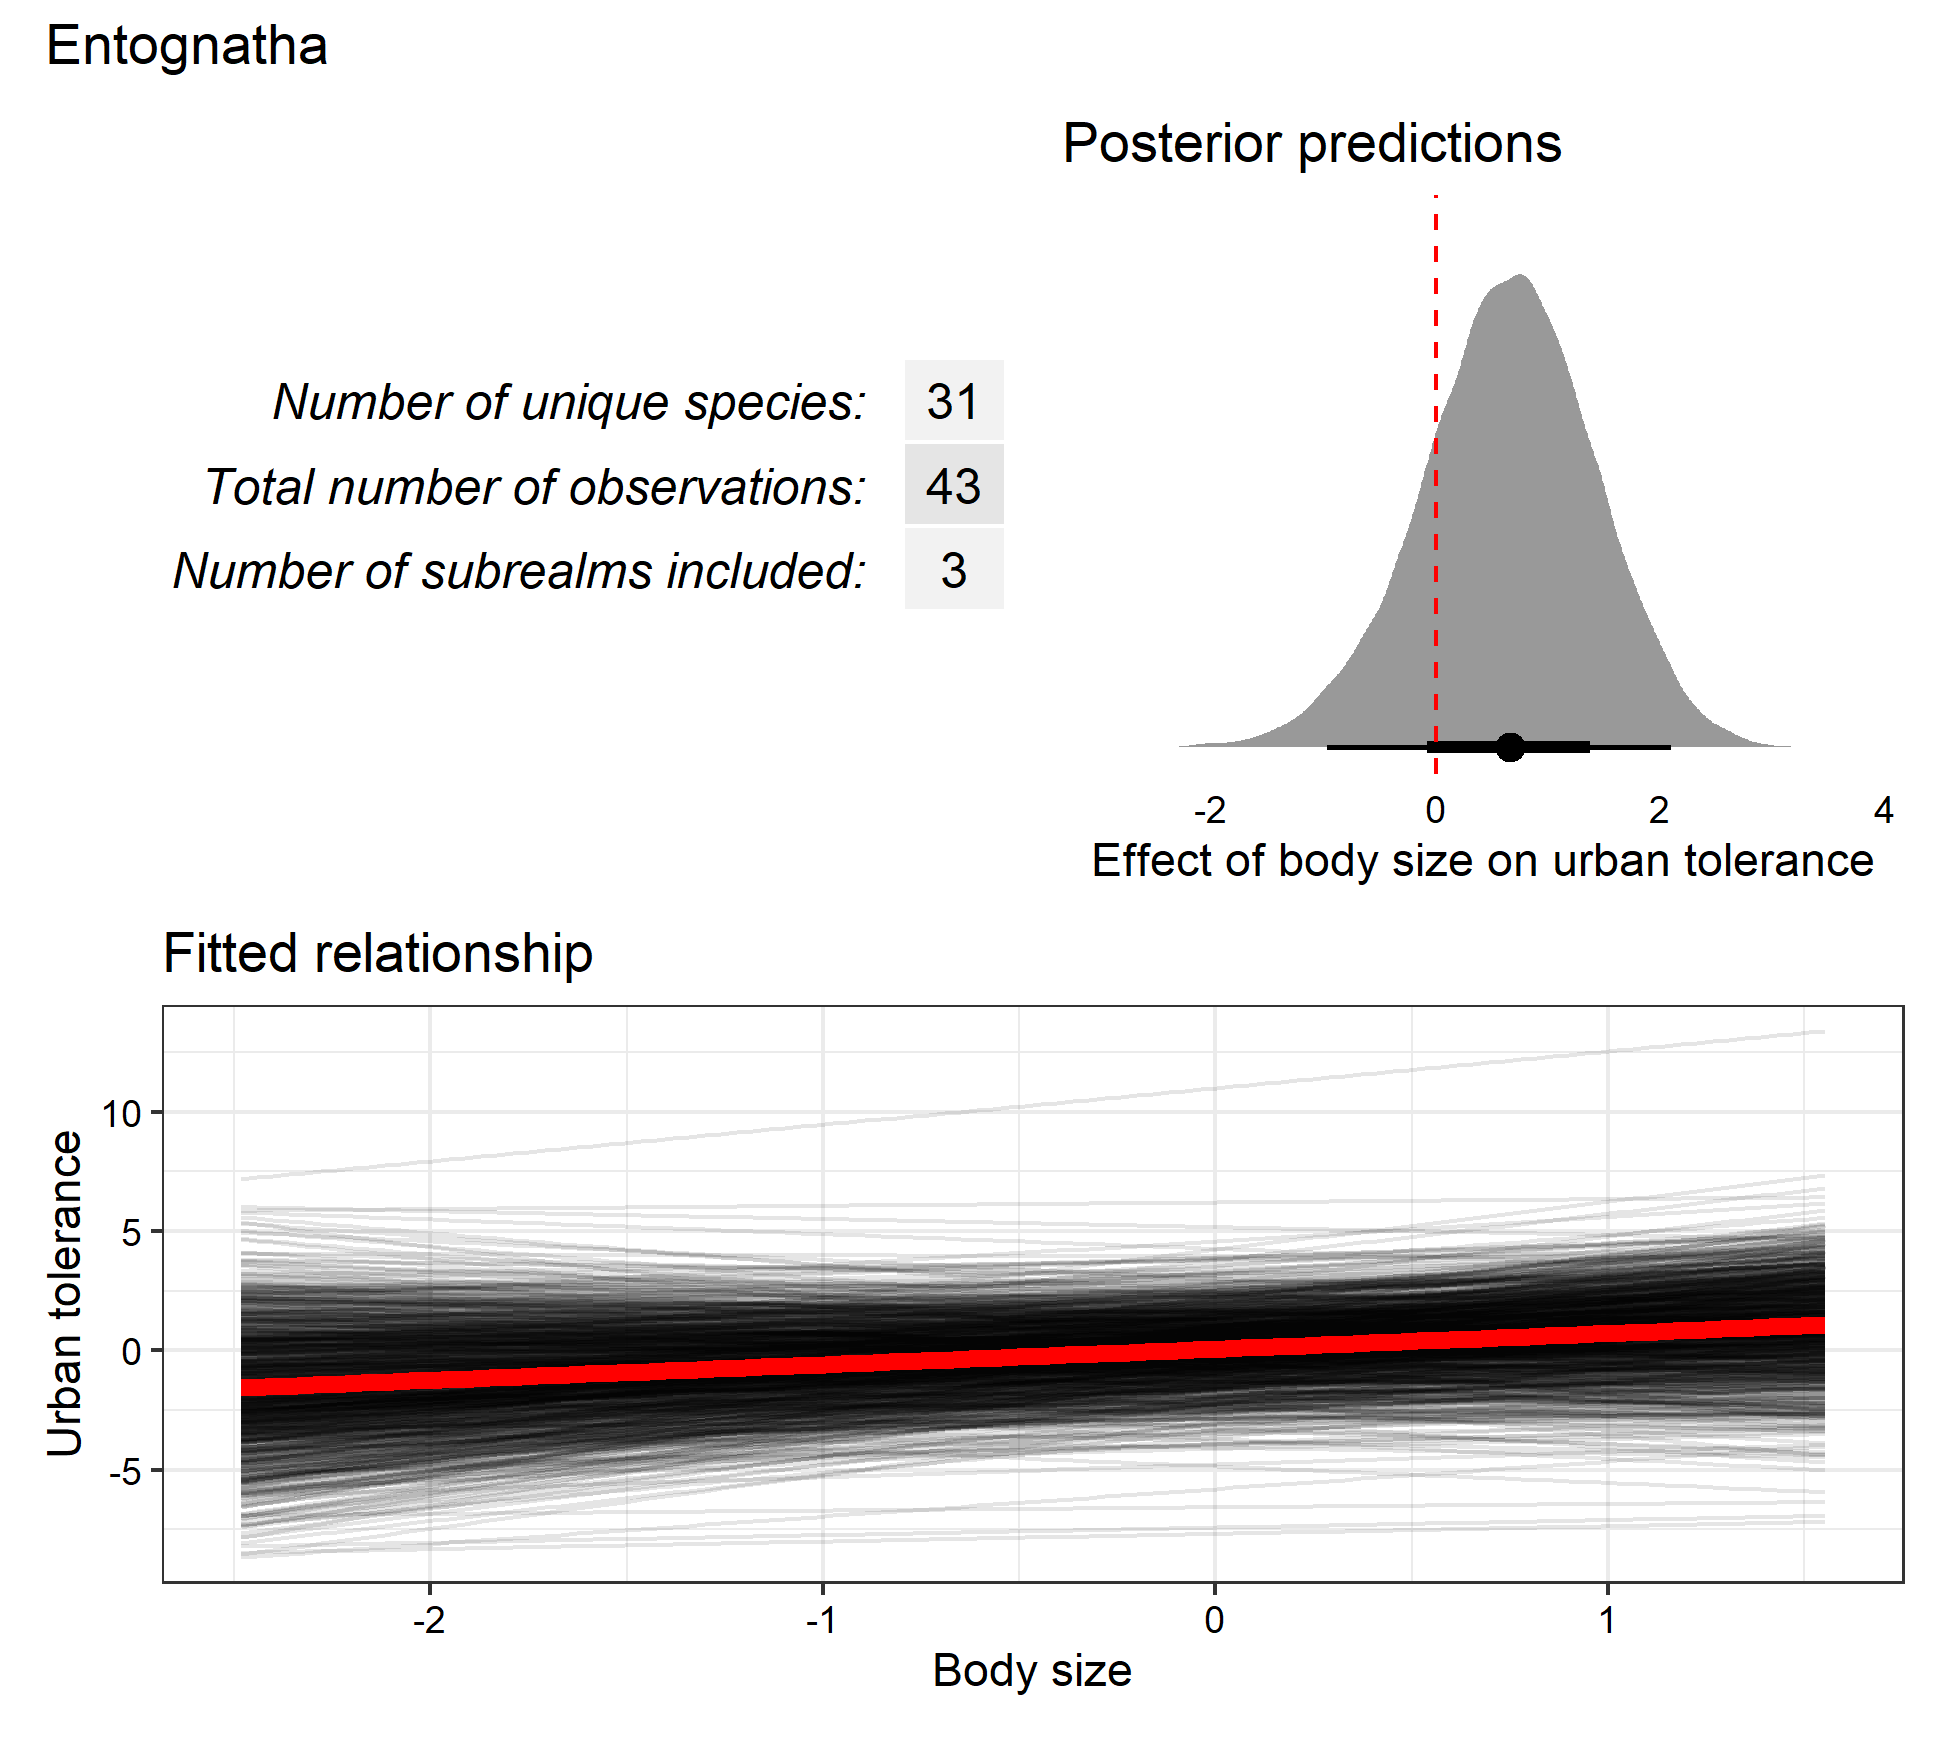 Entognatha
Posterior predictions
Number of unique species: 31
Total number of observations: 43
Number of subrealms included: 3
-2 0 2 4
Effect of body size on urban tolerance
Fitted relationship
Urban tolerance
10
5
0
-5
-2 -1 0 1
Body size